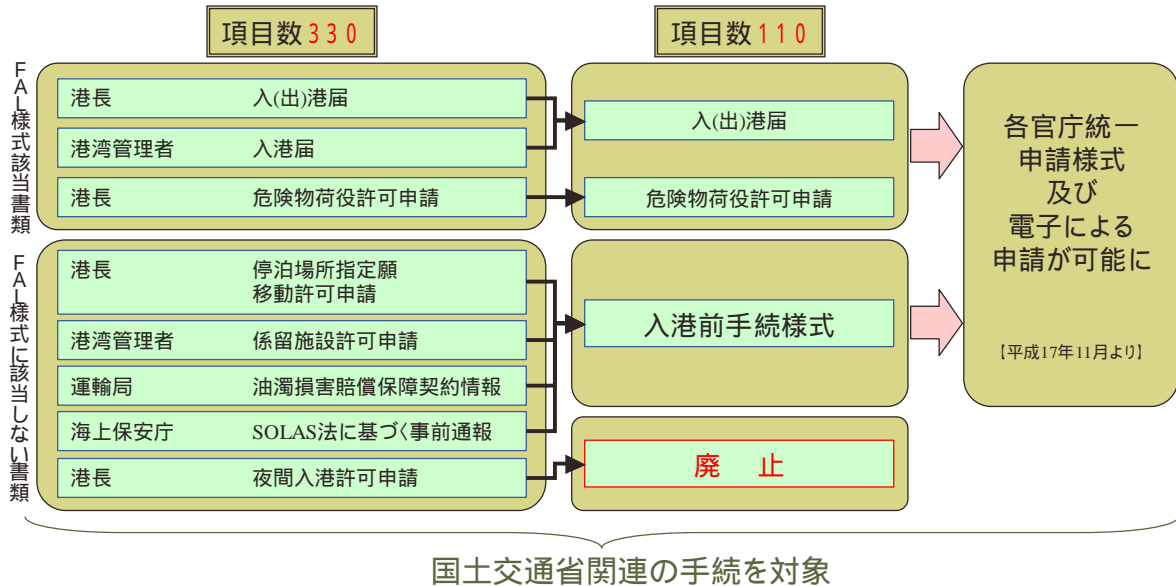 項目数330
項目数110
FAL様式該当書類
港長 入(出)港届
港湾管理者 入港届
港長 危険物荷役許可申請
入(出)港届
危険物荷役許可申請
FAL様式に該当しない書類
港長 停泊場所指定願
移動許可申請
港湾管理者 係留施設許可申請
運輸局 油濁損害賠償保障契約情報
海上保安庁 SOLAS法に基づく事前通報
港長 夜間入港許可申請
入港前手続様式
廃 止
各官庁統一
申請様式
及び
電子による
申請が可能に
【平成17年11月より】
国土交通省関連の手続を対象